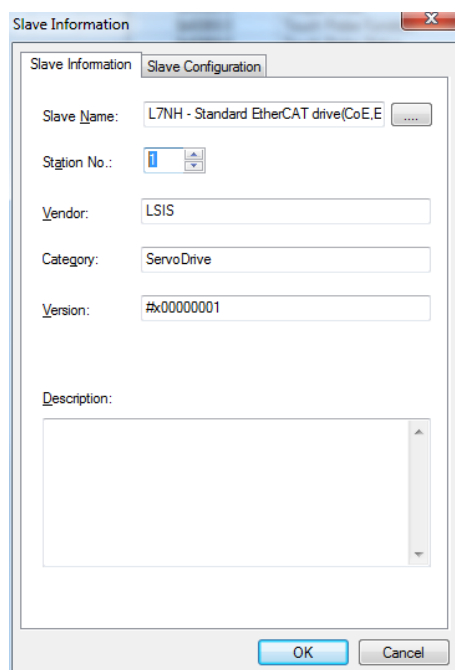 Slave Information
Slave Information Slave Configuration
Slave Name: L7NH - Standard EtherCAT drive(CoE,E ....
Station No.: 1
Vendor: LSIS
Category: ServoDrive
Version: #x00000001
Description:
OK Cancel